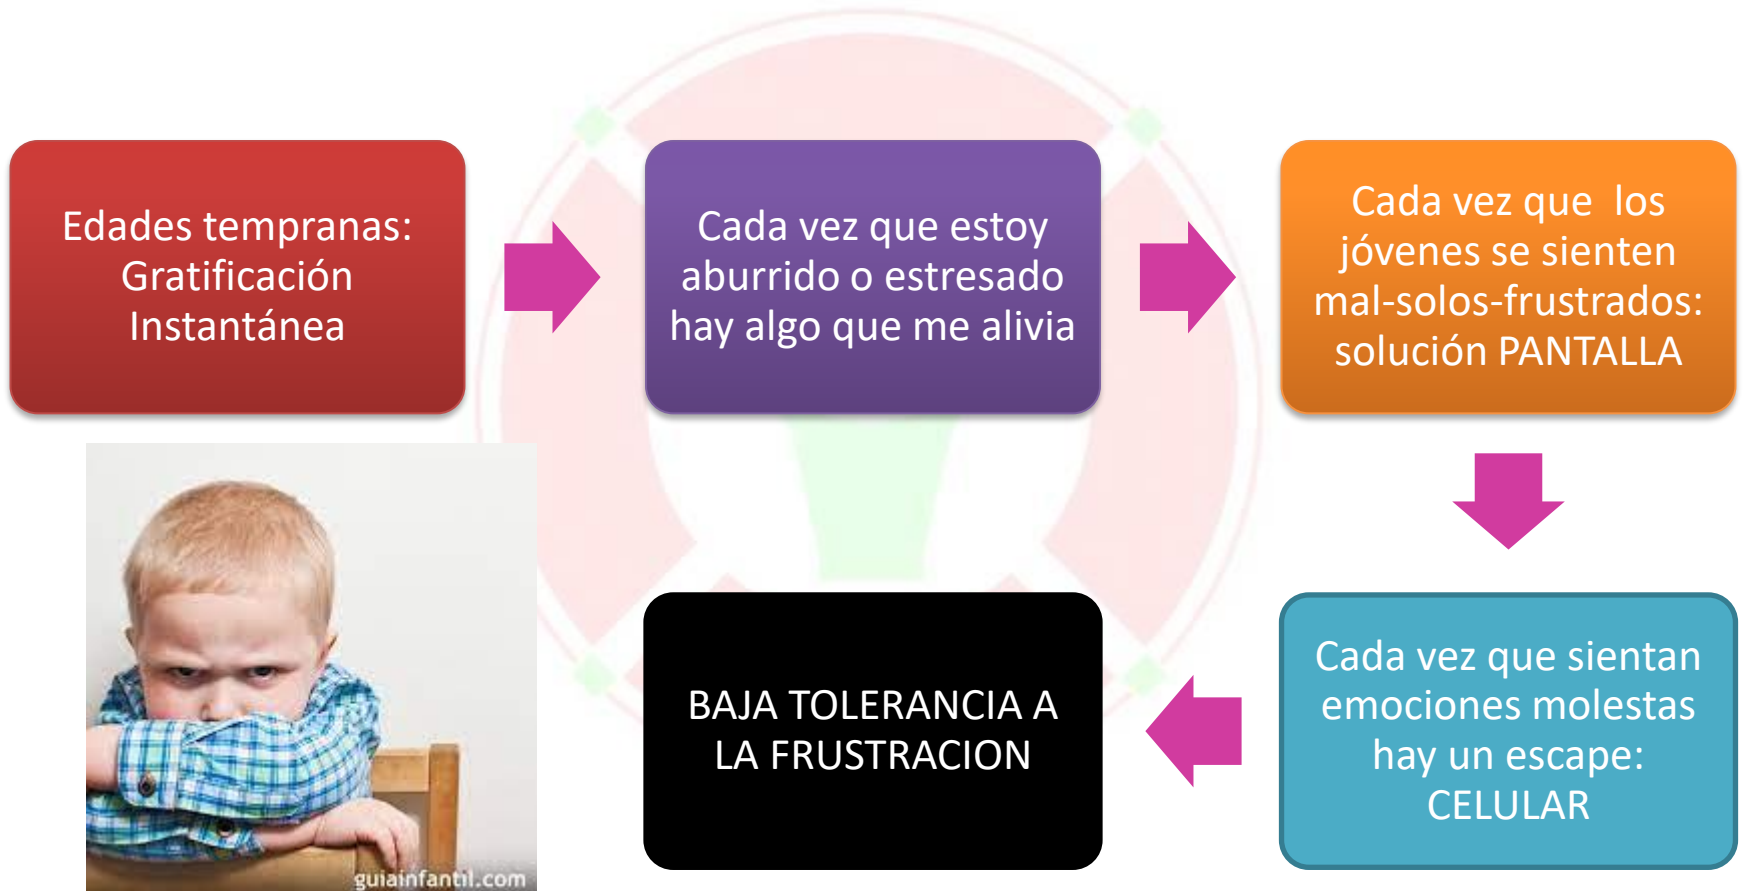 Edades tempranas:
Gratificación
Instantánea
Cada vez que estoy
aburrido o estresado
hay algo que me alivia
Cada vez que  los
jóvenes se sienten
mal-solos-frustrados:
solución PANTALLA
Cada vez que sientan
emociones molestas
hay un escape:
CELULAR
BAJA TOLERANCIA A
LA FRUSTRACION
guiainfantil.com